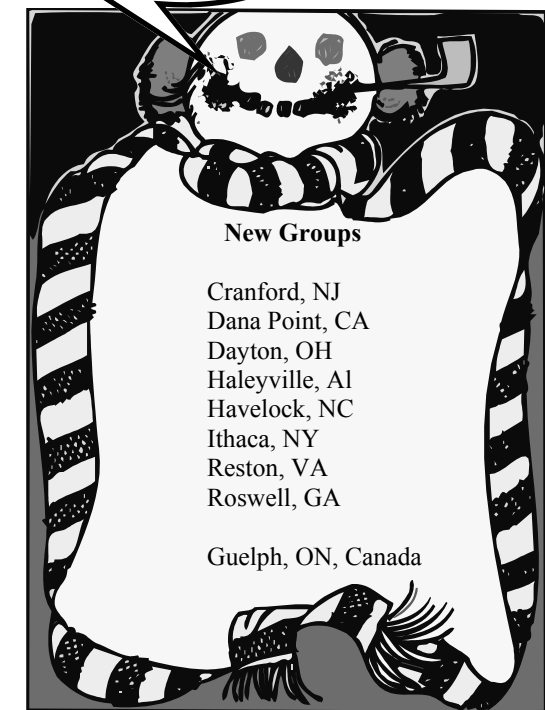 New Groups
Cranford, NJ
Dana Point, CA
Dayton, OH
Haleyville, Al
Havelock, NC
Ithaca, NY
Reston, VA
Roswell, GA
Guelph, ON, Canada